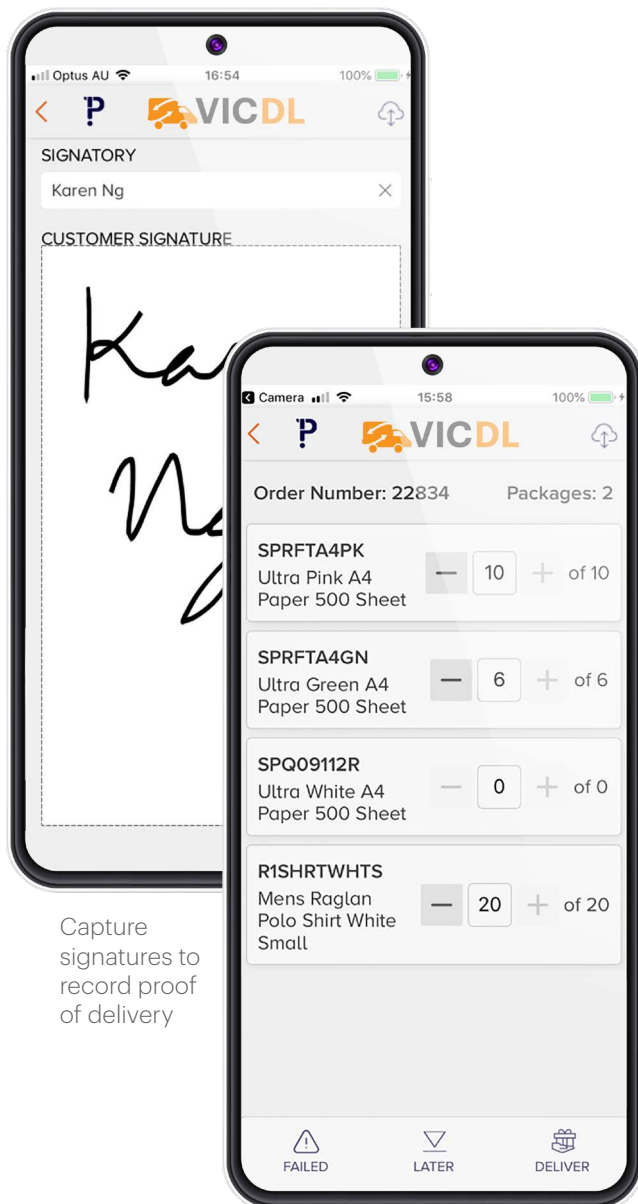 Optus AU
16:54
100%
VICDL
SIGNATORY
Karen Ng
CUSTOMER SIGNATURE
Ka
Ng
Camera
15:58
100%
VICDL
Order Number: 22834
Packages: 2
SPRFTA4PK
Ultra Pink A4
Paper 500 Sheet
10
of 10
SPRFTA4GN
Ultra Green A4
Paper 500 Sheet
6
of 6
SPQ09112R
Ultra White A4
Paper 500 Sheet
0
of 0
R1SHRTWHTS
Mens Raglan
Polo Shirt White
Small
20
of 20
FAILED
LATER
DELIVER
Capture
signatures to
record proof
of delivery